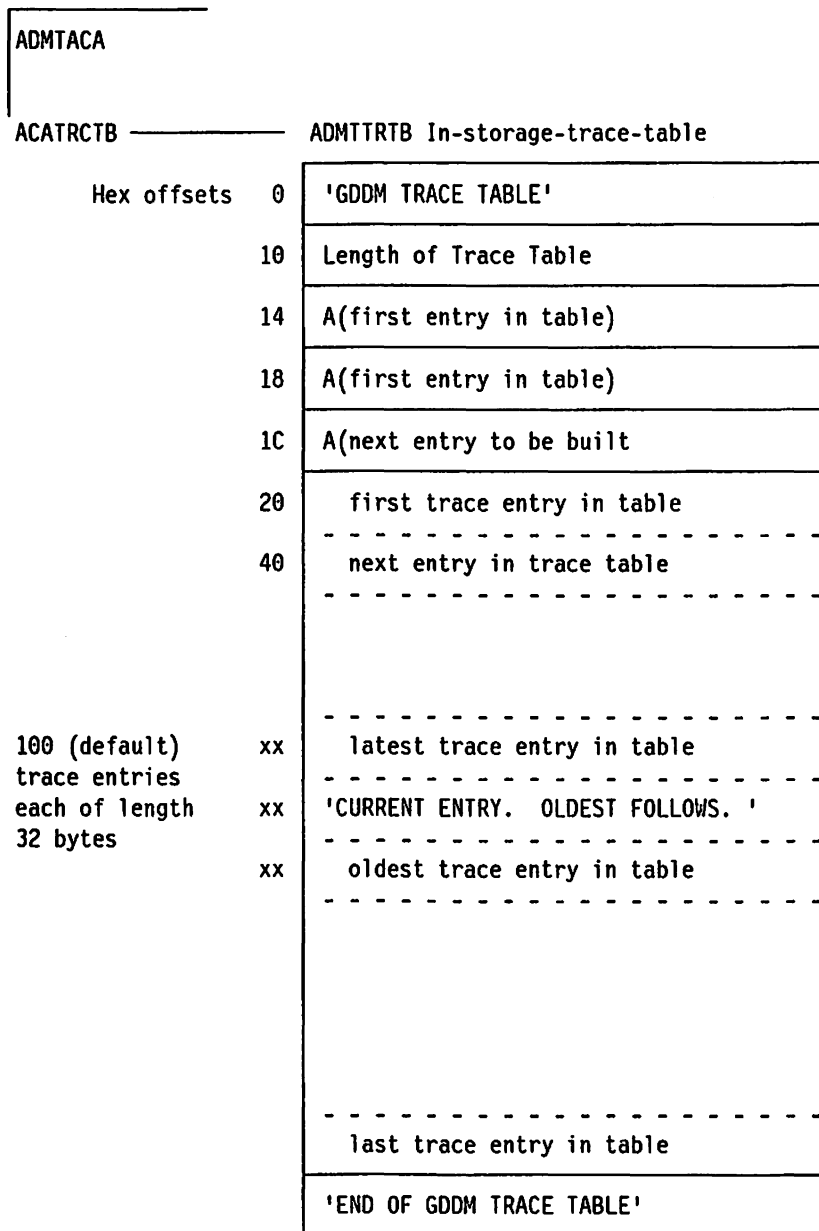 ADMTACA
ACATRCTB ADMTTRTB In-storage-trace-table
Hex offsets 0 'GDDM TRACE TABLE'
10 Length of Trace Table
14 A(first entry in table)
18 A(first entry in table)
1C A(next entry to be built
20 first trace entry in table
40 next entry in trace table
100 (default) xx latest trace entry in table
trace entries
each of length xx 'CURRENT ENTRY.  OLDEST FOLLOWS. '
32 bytes
xx oldest trace entry in table
last trace entry in table
'END OF GDDM TRACE TABLE'